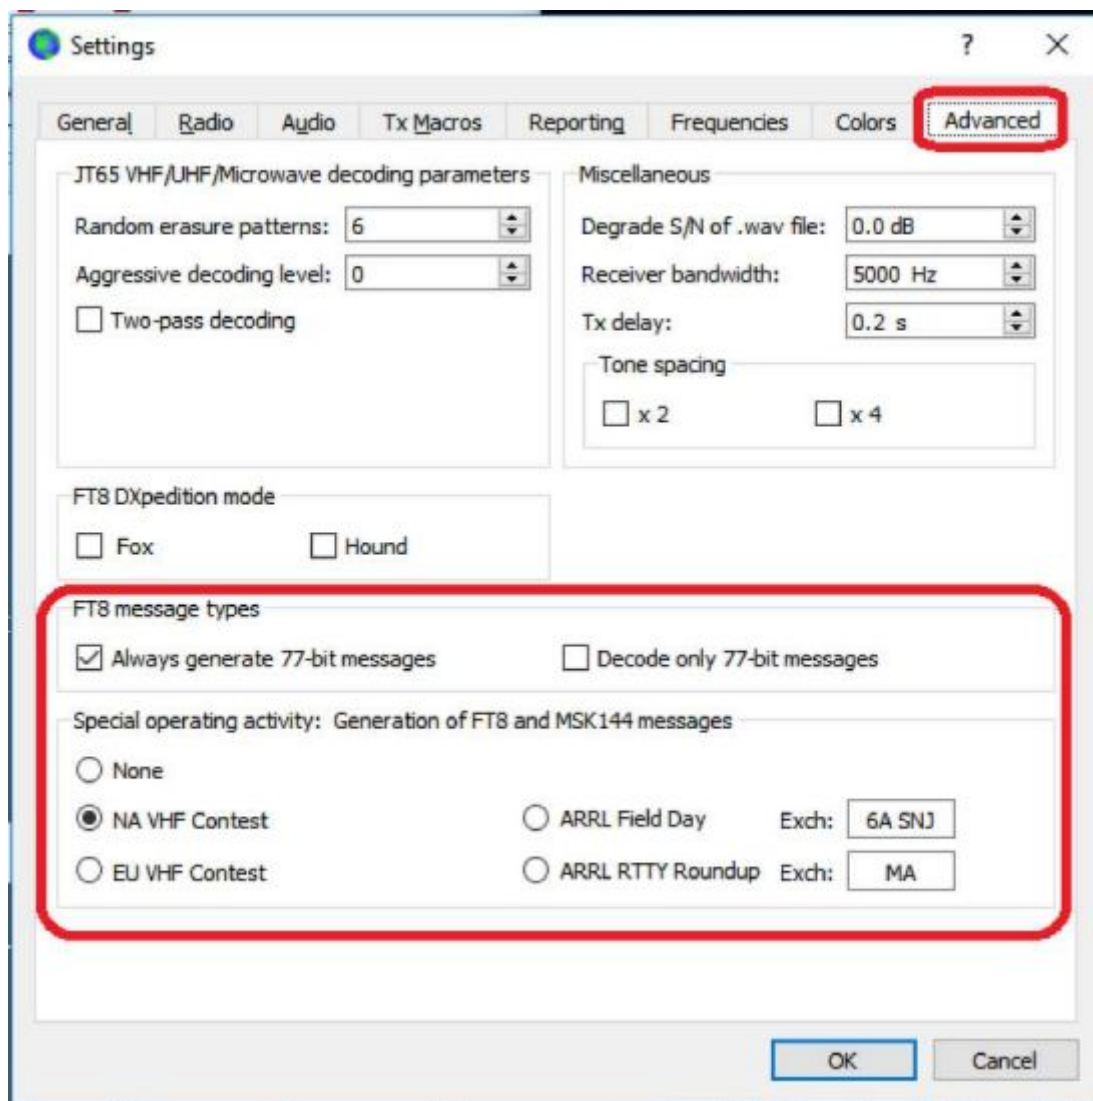 Settings
?
General Radio Audio Tx Macros Reporting Frequencies Colors Advanced
JT65 VHF/UHF/Microwave decoding parameters
Random erasure patterns: 6
Aggressive decoding level: 0
Two-pass decoding
Miscellaneous
Degrade S/N of .wav file: 0.0 dB
Receiver bandwidth: 5000 Hz
Tx delay: 0.2 s
Tone spacing
x 2 x 4
FT8 DXpedition mode
Fox Hound
FT8 message types
Always generate 77-bit messages Decode only 77-bit messages
Special operating activity: Generation of FT8 and MSK144 messages
None
NA VHF Contest ARRL Field Day Exch: 6A SNJ
EU VHF Contest ARRL RTTY Roundup Exch: MA
OK Cancel